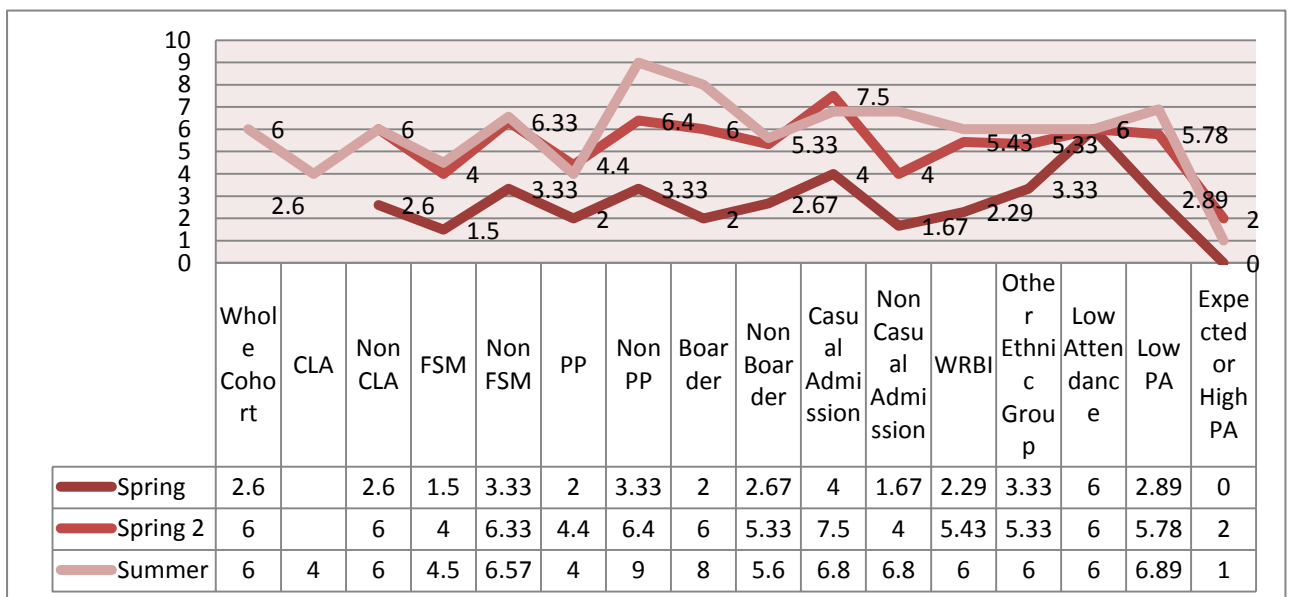 10
9
8
7
6
5
4
3
2
1
0
6
6
6.33
6.4
6
5.33
7.5
4
4.4
4
5.43
5.33
6
5.78
2
2.6
2.6
1.5
3.33
2
3.33
2
2.67
4
1.67
2.29
3.33
2.89
0
Whol
e
Coho
rt
CLA
Non
CLA
FSM
Non
FSM
PP
Non
PP
Boar
der
Non
Boar
der
Casu
al
Admi
ssion
Non
Casu
al
Admi
ssion
WRBI
Othe
r
Ethni
c
Grou
p
Low
Atten
danc
e
Low
PA
Expe
cted
or
High
PA
Spring 2.6 2.6 1.5 3.33 2 3.33 2 2.67 4 1.67 2.29 3.33 6 2.89 0
Spring 2 6 6 4 6.33 4.4 6.4 6 5.33 7.5 4 5.43 5.33 6 5.78 2
Summer 6 4 6 4.5 6.57 4 9 8 5.6 6.8 6.8 6 6 6 6.89 1